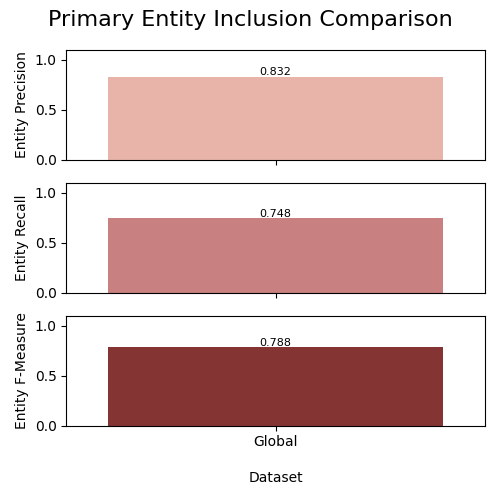 Primary Entity Inclusion Comparison
Entity Precision
1.0
0.5
0.0
0.832
Entity Recall
1.0
0.5
0.0
0.748
Entity F-Measure
1.0
0.5
0.0
0.788
Global
Dataset